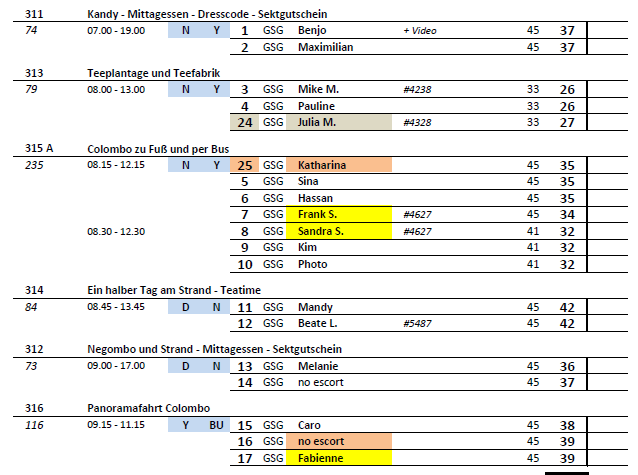 311 Kandy - Mittagessen - Dresscode - Sektgutschein
74 07.00 - 19.00 N Y 1 GSG Benjo + Video 45 37
2 GSG Maximilian 45 37
313 Teeplantage und Teefabrik
79 08.00 - 13.00 N Y 3 GSG Mike M. #4238 33 26
4 GSG Pauline 33 26
24 GSG Julia M. #4328 33 27
315 A Colombo zu Fuß und per Bus
235 08.15 - 12.15 N Y 25 GSG Katharina 45 35
5 GSG Sina 45 35
6 GSG Hassan 45 35
7 GSG Frank S. #4627 45 34
08.30 - 12.30 8 GSG Sandra S. #4627 41 32
9 GSG Kim 41 32
10 GSG Photo 41 32
314 Ein halber Tag am Strand - Teatime
84 08.45 - 13.45 D N 11 GSG Mandy 45 42
12 GSG Beate L. #5487 45 42
312 Negombo und Strand - Mittagessen - Sektgutschein
73 09.00 - 17.00 D N 13 GSG Melanie 45 36
14 GSG no escort 45 37
316 Panoramafahrt Colombo
116 09.15 - 11.15 Y BU 15 GSG Caro 45 38
16 GSG no escort 45 39
17 GSG Fabienne 45 39